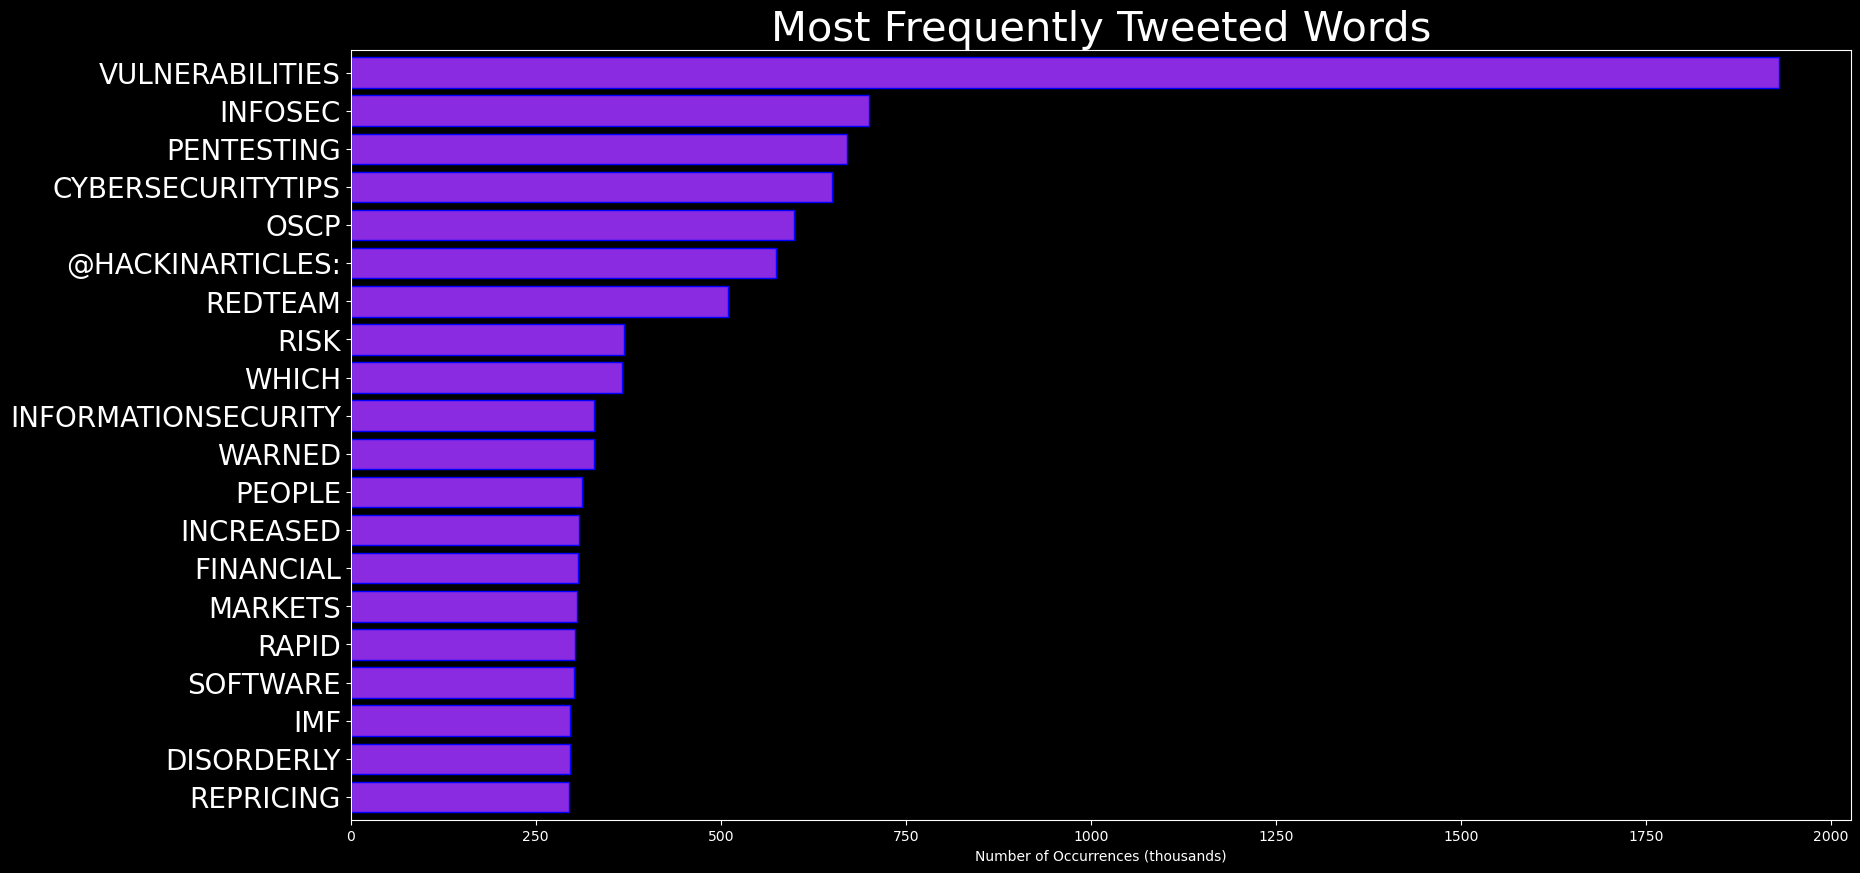 Most Frequently Tweeted Words
VULNERABILITIES
INFOSEC
PENTESTING
CYBERSECURITYTIPS
OSCP
@HACKINARTICLES:
REDTEAM
RISK
WHICH
INFORMATIONSECURITY
WARNED
PEOPLE
INCREASED
FINANCIAL
MARKETS
RAPID
SOFTWARE
IMF
DISORDERLY
REPRICING
0 250 500 750 1000 1250 1500 1750 2000
Number of Occurrences (thousands)